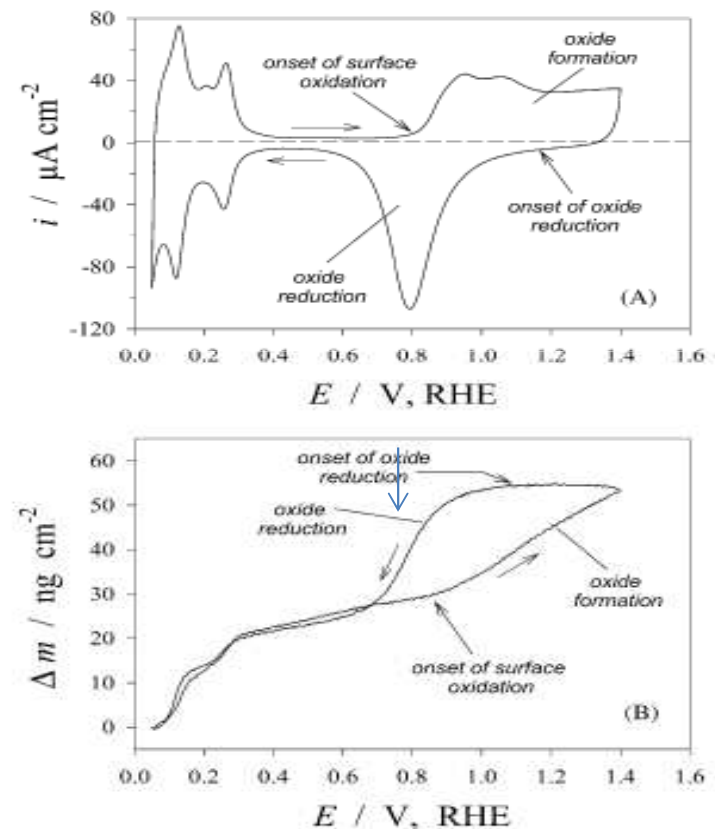 80
40
0
-40
-80
-120
i / μA cm⁻²
onset of surface
oxidation
oxide
formation
onset of oxide
reduction
oxide
reduction
(A)
0.0 0.2 0.4 0.6 0.8 1.0 1.2 1.4 1.6
E / V, RHE
60
50
40
30
20
10
0
Δ m / ng cm⁻²
onset of oxide
reduction
oxide
reduction
oxide
formation
onset of surface
oxidation
(B)
0.0 0.2 0.4 0.6 0.8 1.0 1.2 1.4 1.6
E / V, RHE